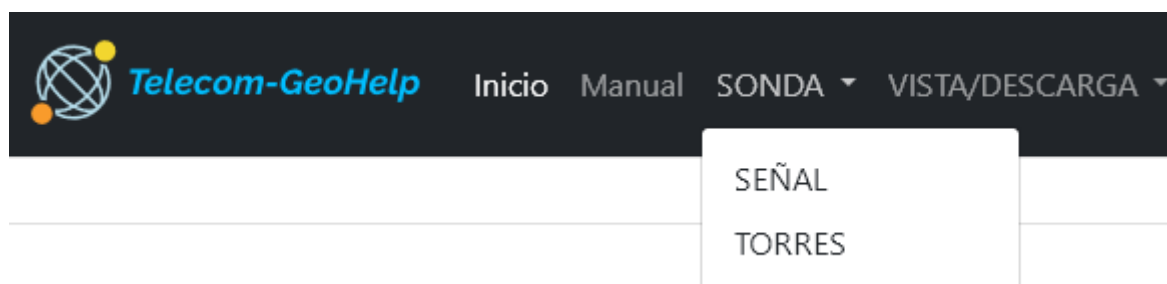 Telecom-GeoHelp Inicio Manual SONDA VISTA/DESCARGA
SEÑAL
TORRES